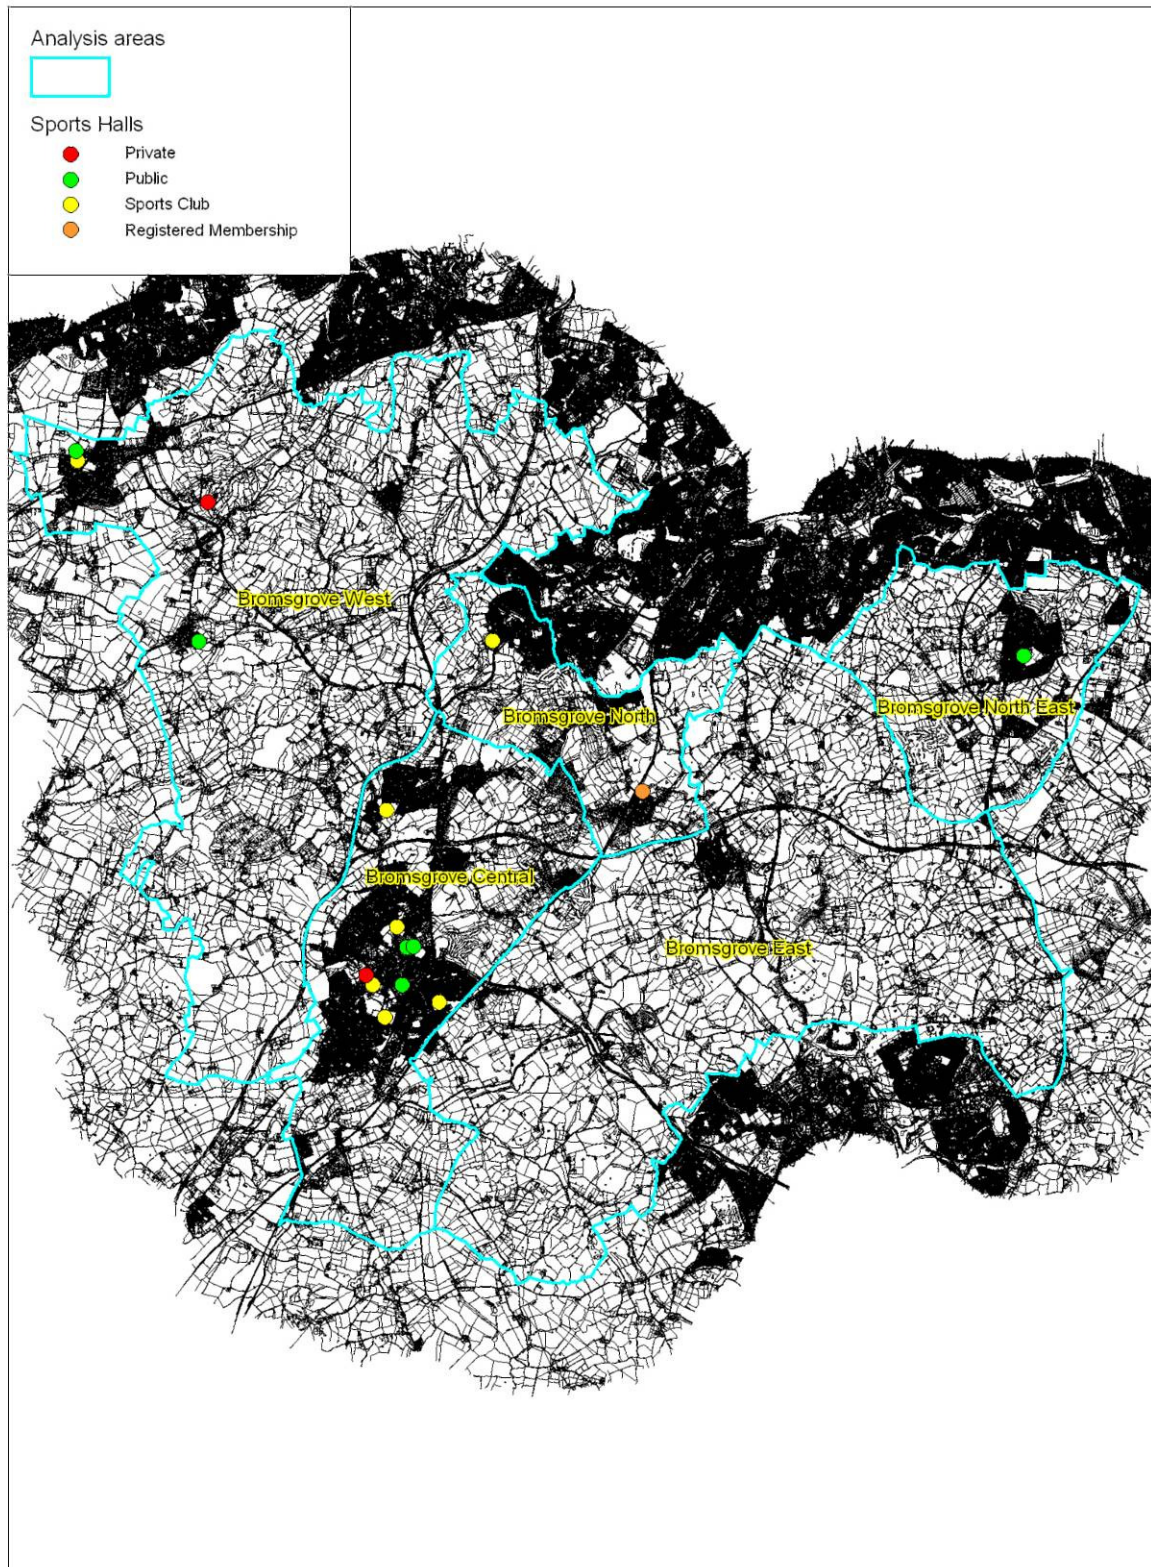 Analysis areas
Sports Halls
Private
Public
Sports Club
Registered Membership
Bromsgrove West
Bromsgrove North
Bromsgrove North East
Bromsgrove Central
Bromsgrove East